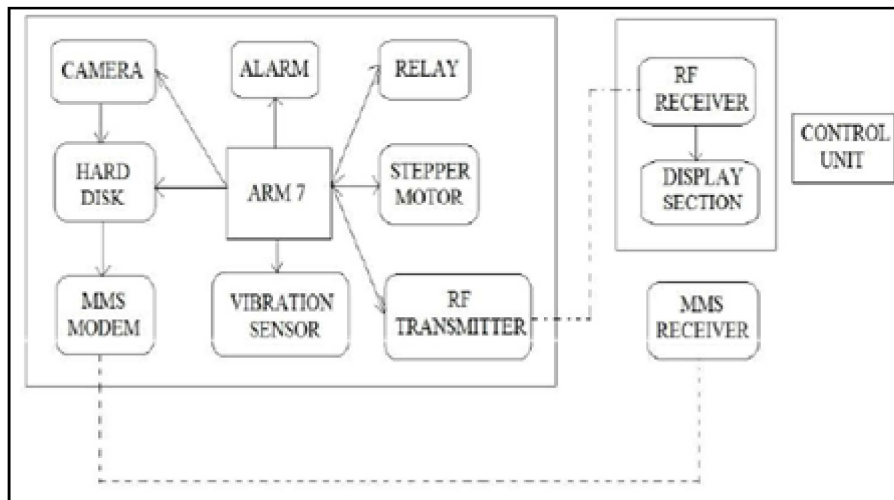 CAMERA
ALARM
RELAY
HARD
DISK
ARM 7
STEPPER
MOTOR
MMS
MODEM
VIBRATION
SENSOR
RF
TRANSMITTER
RF
RECEIVER
DISPLAY
SECTION
CONTROL
UNIT
MMS
RECEIVER